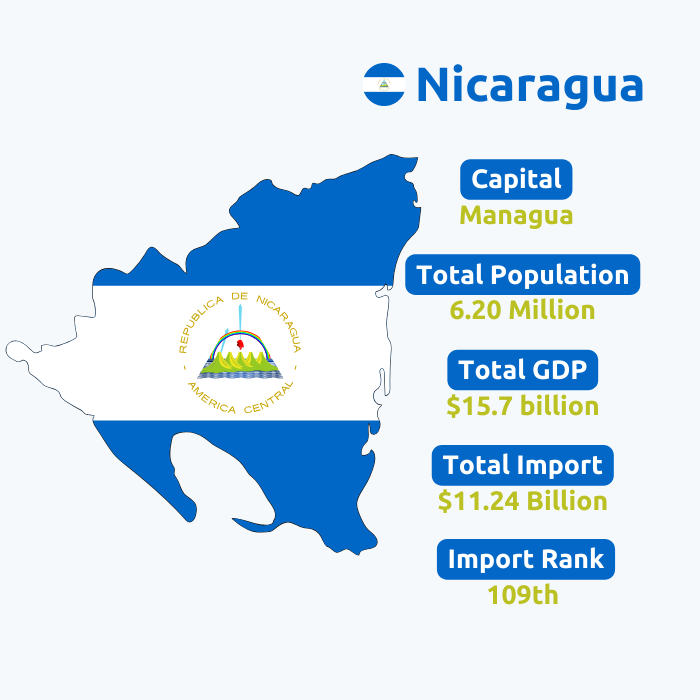 Nicaragua
Capital
Managua
Total Population
6.20 Million
Total GDP
$15.7 billion
Total Import
$11.24 Billion
Import Rank
109th
REPUBLICA DE NICARAGUA
- AMERICA CENTRAL -